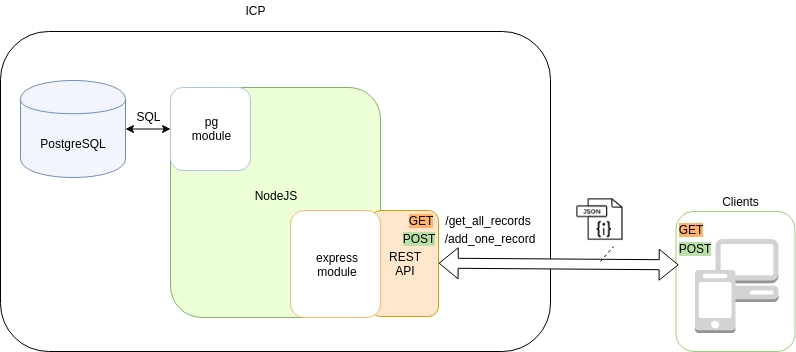 ICP
PostgreSQL
SQL
pg
module
NodeJS
express
module
GET /get_all_records
POST /add_one_record
REST
API
JSON
{i}
Clients
GET
POST